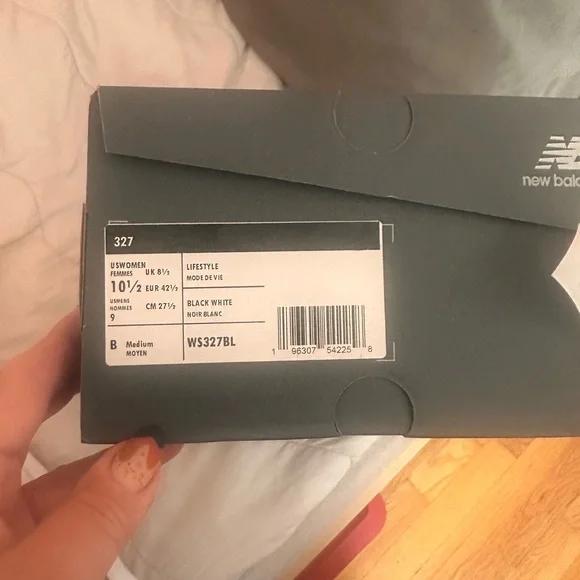 new balance
327
USWOMEN
FEMMES
UK 8½
10½
EUR 42½
USMENS
HOMMES
9
CM 27½
B Medium
MOYEN
LIFESTYLE
MODE DE VIE
BLACK WHITE
NOIR BLANC
WS327BL
1 96307 54225 8